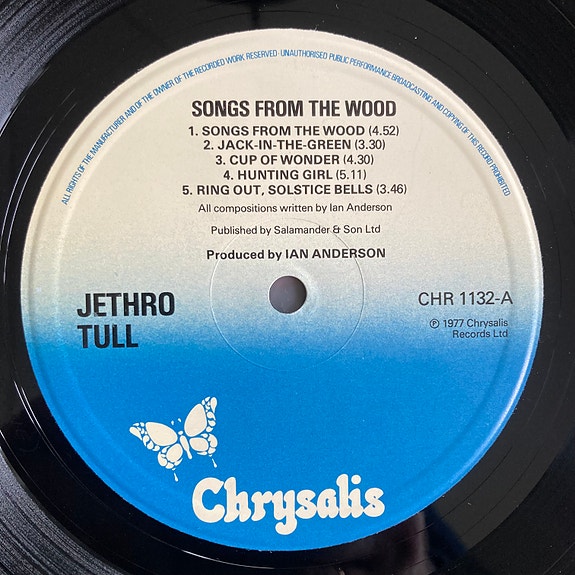 ALL RIGHTS OF THE MANUFACTURER AND OF THE OWNER OF THE RECORDED WORK RESERVED · UNAUTHORISED PUBLIC PERFORMANCE BROADCASTING AND COPYING OF THIS RECORD PROHIBITED
SONGS FROM THE WOOD
1. SONGS FROM THE WOOD (4.52)
2. JACK-IN-THE-GREEN (3.30)
3. CUP OF WONDER (4.30)
4. HUNTING GIRL (5.11)
5. RING OUT, SOLSTICE BELLS (3.46)
All compositions written by Ian Anderson
Published by Salamander & Son Ltd
Produced by IAN ANDERSON
JETHRO
TULL
CHR 1132-A
℗ 1977 Chrysalis
Records Ltd
Chrysalis